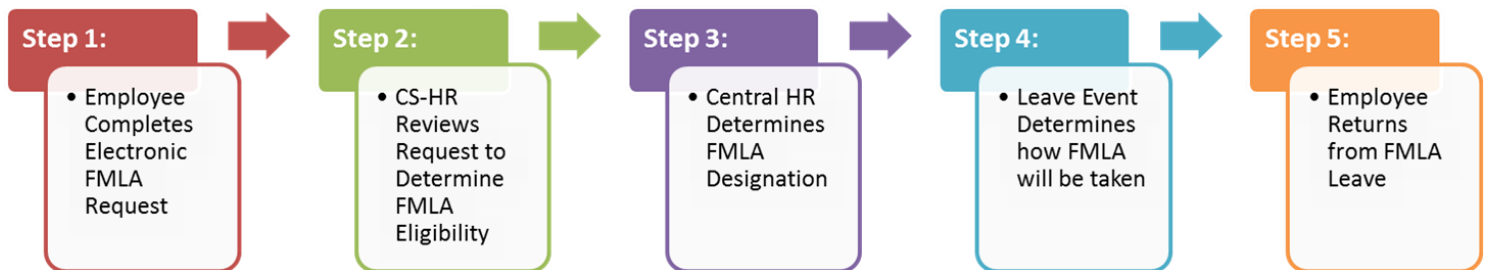 Step 1:
• Employee
Completes
Electronic
FMLA
Request
Step 2:
• CS-HR
Reviews
Request to
Determine
FMLA
Eligibility
Step 3:
• Central HR
Determines
FMLA
Designation
Step 4:
• Leave Event
Determines
how FMLA
will be taken
Step 5:
• Employee
Returns
from FMLA
Leave